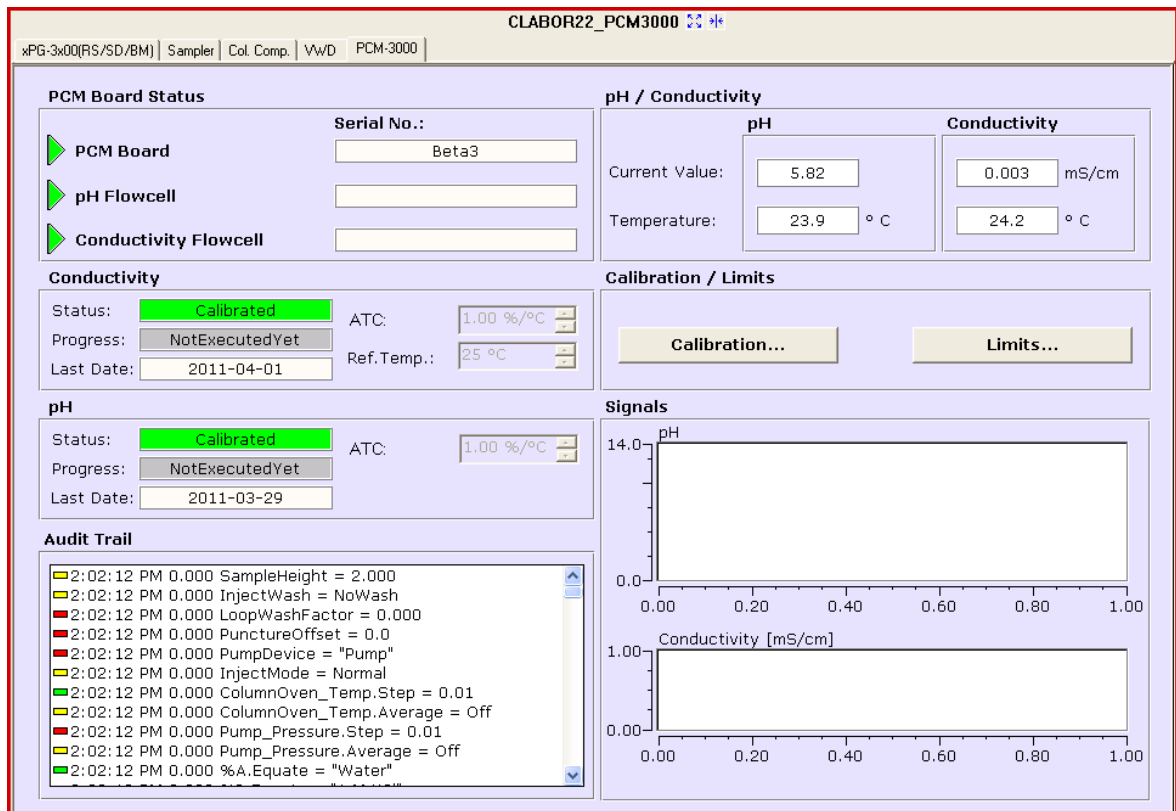 CLABOR22_PCM3000
xPG-3x00(RS/SD/BM) Sampler Col. Comp. VWD PCM-3000
PCM Board Status
Serial No.:
PCM Board Beta3
pH Flowcell
Conductivity Flowcell
pH / Conductivity
pH Conductivity
Current Value: 5.82 0.003 mS/cm
Temperature: 23.9 ° C 24.2 ° C
Conductivity
Status: Calibrated ATC: 1.00 %/°C
Progress: NotExecutedYet Ref.Temp.: 25 °C
Last Date: 2011-04-01
Calibration / Limits
Calibration... Limits...
pH
Status: Calibrated ATC: 1.00 %/°C
Progress: NotExecutedYet
Last Date: 2011-03-29
Signals
pH
14.0
0.0
0.00 0.20 0.40 0.60 0.80 1.00
Conductivity [mS/cm]
1.00
0.00
0.00 0.20 0.40 0.60 0.80 1.00
Audit Trail
2:02:12 PM 0.000 SampleHeight = 2.000
2:02:12 PM 0.000 InjectWash = NoWash
2:02:12 PM 0.000 LoopWashFactor = 0.000
2:02:12 PM 0.000 PunctureOffset = 0.0
2:02:12 PM 0.000 PumpDevice = "Pump"
2:02:12 PM 0.000 InjectMode = Normal
2:02:12 PM 0.000 ColumnOven_Temp.Step = 0.01
2:02:12 PM 0.000 ColumnOven_Temp.Average = Off
2:02:12 PM 0.000 Pump_Pressure.Step = 0.01
2:02:12 PM 0.000 Pump_Pressure.Average = Off
2:02:12 PM 0.000 %A.Equate = "Water"